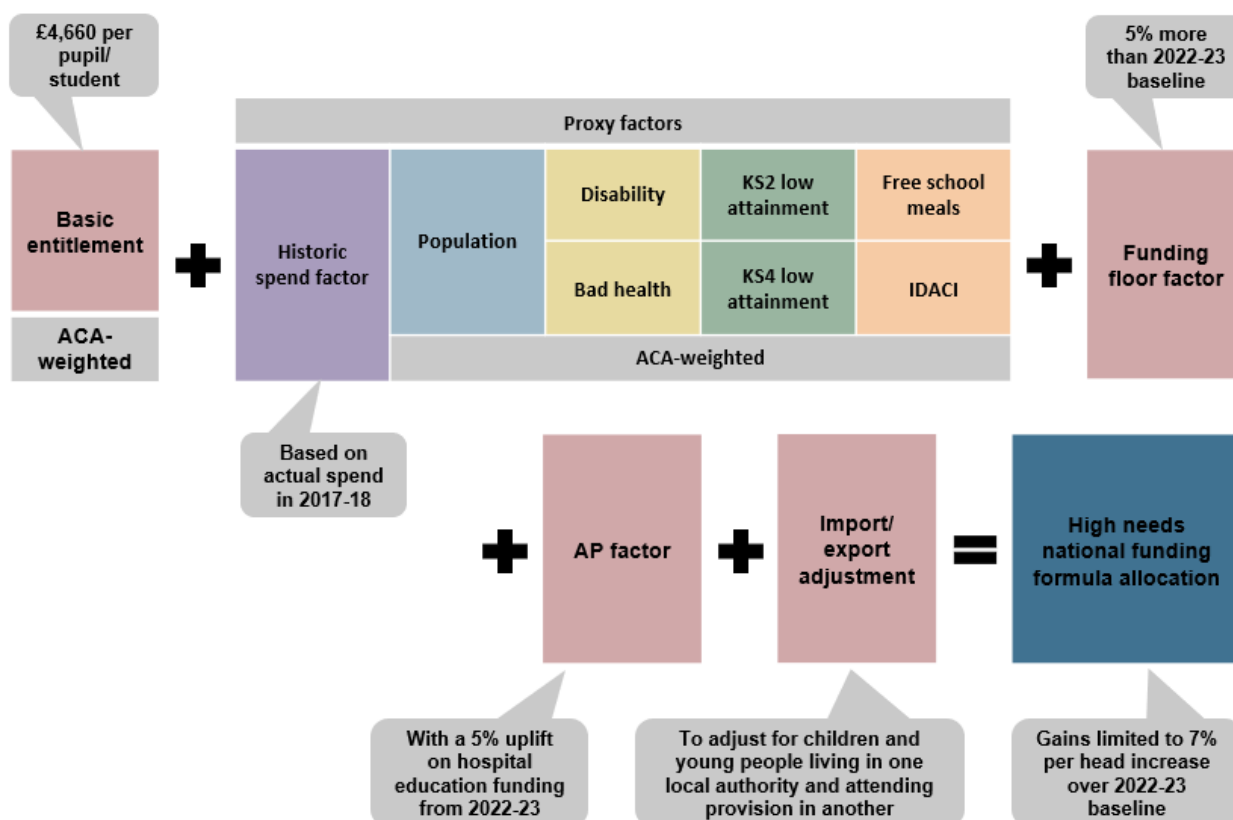 £4,660 per
pupil/
student
5% more
than 2022-23
baseline
Proxy factors
Basic
entitlement
ACA-
weighted
Historic
spend factor
Population
Disability
Bad health
KS2 low
attainment
KS4 low
attainment
Free school
meals
IDACI
ACA-weighted
Funding
floor factor
Based on
actual spend
in 2017-18
AP factor
Import/
export
adjustment
High needs
national funding
formula allocation
With a 5% uplift
on hospital
education funding
from 2022-23
To adjust for children and
young people living in one
local authority and attending
provision in another
Gains limited to 7%
per head increase
over 2022-23
baseline